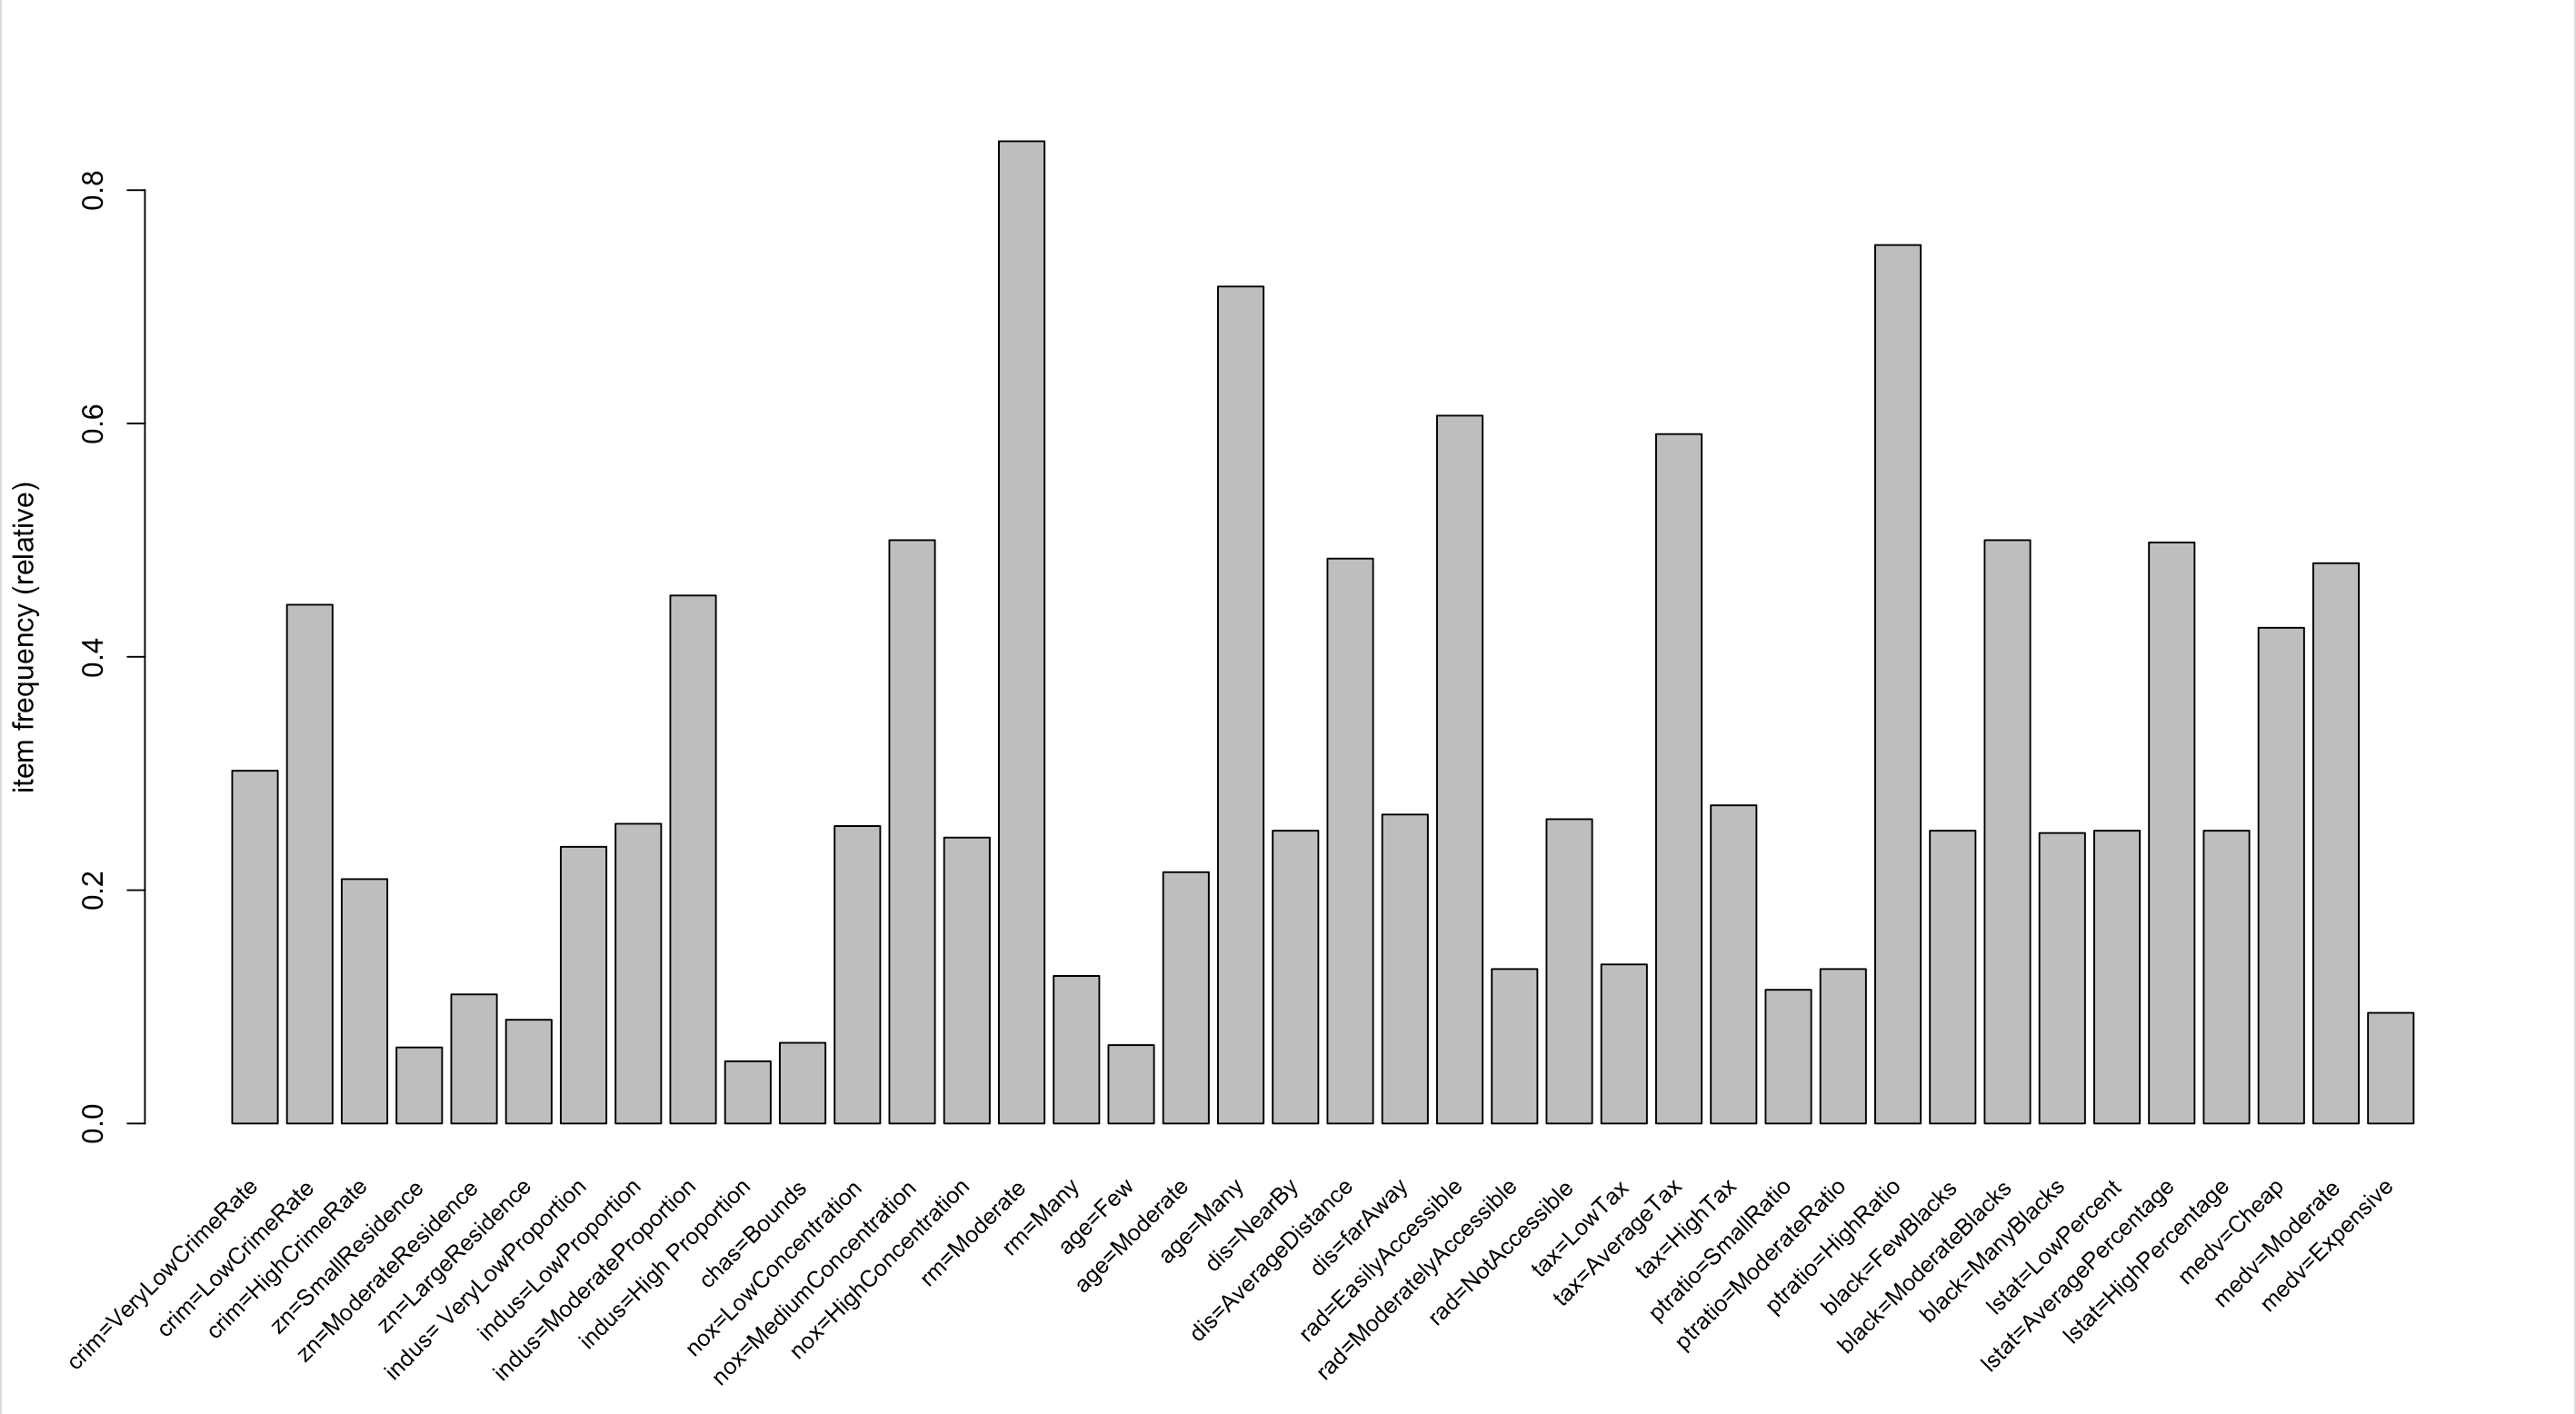 item frequency (relative)
0.8
0.6
0.4
0.2
0.0
crim=VeryLowCrimeRate
crim=LowCrimeRate
crim=HighCrimeRate
zn=SmallResidence
zn=ModerateResidence
zn=LargeResidence
indus= VeryLowProportion
indus=LowProportion
indus=ModerateProportion
indus=High Proportion
chas=Bounds
nox=LowConcentration
nox=MediumConcentration
nox=HighConcentration
rm=Moderate
rm=Many
age=Few
age=Moderate
age=Many
dis=NearBy
dis=AverageDistance
dis=farAway
rad=EasilyAccessible
rad=ModeratelyAccessible
rad=NotAccessible
tax=LowTax
tax=AverageTax
tax=HighTax
ptratio=SmallRatio
ptratio=ModerateRatio
ptratio=HighRatio
black=FewBlacks
black=ModerateBlacks
black=ManyBlacks
lstat=LowPercent
lstat=AveragePercentage
lstat=HighPercentage
medv=Cheap
medv=Moderate
medv=Expensive